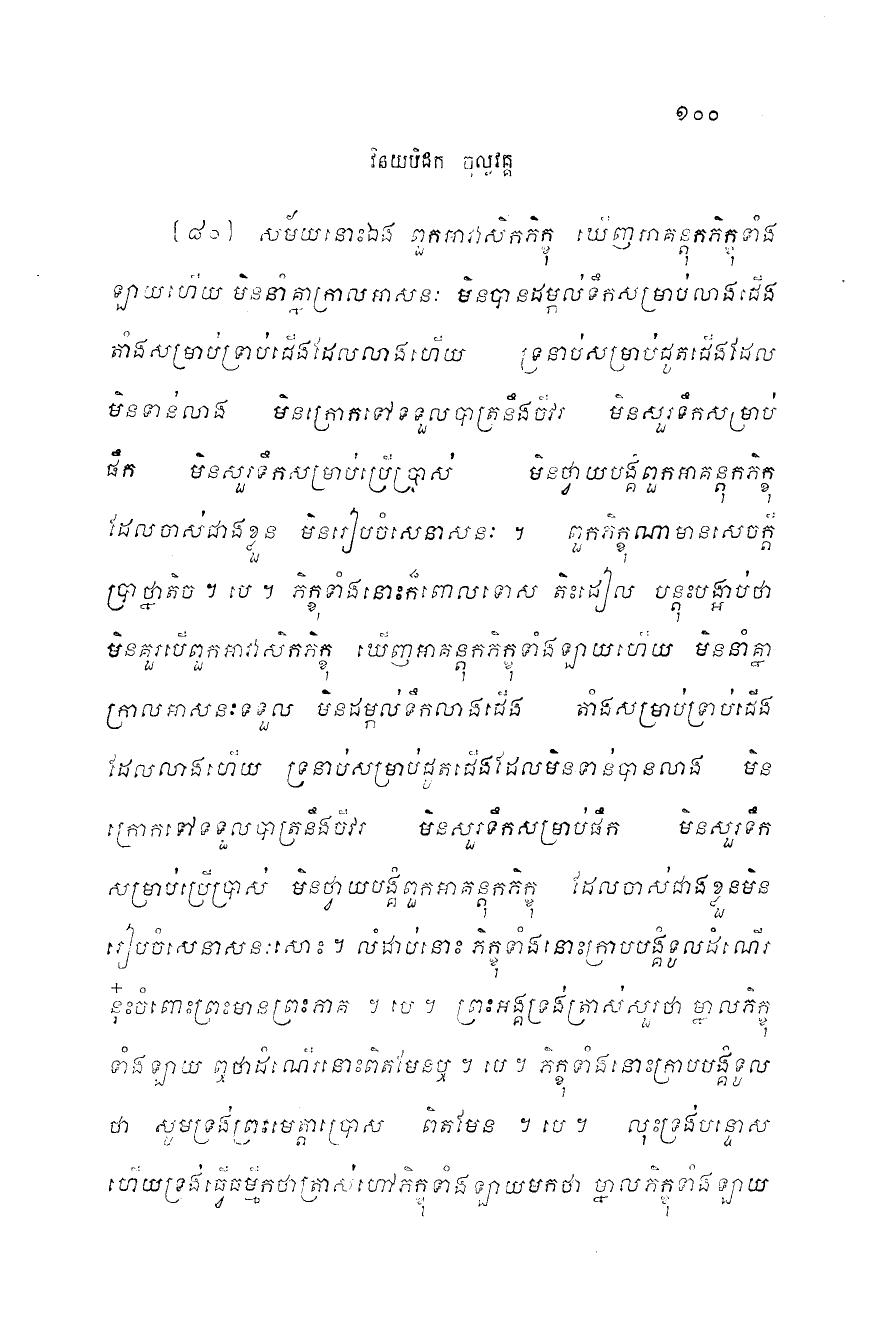 ១០០
វិនយបិដក ចុល្លវគ្គ
(៨០) សម័យនោះឯង ពួកអាវាសិកភិក្ខុ ឃើញអាគន្តុកភិក្ខុទាំង
ឡាយហើយ មិននាំគ្នាក្រាលអាសនៈ មិនបានដម្កល់ទឹកសម្រាប់លាងជើង
តាំងសម្រាប់ទ្រាប់ជើងដែលលាងហើយ ទ្រនាប់សម្រាប់ជូតជើងដែល
មិនទាន់លាង មិនក្រោកទៅទទួលបាត្រនឹងចីវរ មិនសួរទឹកសម្រាប់
ផឹក មិនសួរទឹកសម្រាប់ប្រើប្រាស់ មិនថ្វាយបង្គំពួកអាគន្តុកភិក្ខុ
ដែលចាស់ជាងខ្លួន មិនរៀបចំសេនាសនៈ ។ ពួកភិក្ខុណាមានសេចក្តី
ប្រាថ្នាតិច ។ បេ ។ ភិក្ខុទាំងនោះក៏ពោលទោស តិះដៀល បន្តុះបង្អាប់ថា
មិនគួរបើពួកអាវាសិកភិក្ខុ ឃើញអាគន្តុកភិក្ខុទាំងឡាយហើយ មិននាំគ្នា
ក្រាលអាសនៈទទួល មិនដម្កល់ទឹកលាងជើង តាំងសម្រាប់ទ្រាប់ជើង
ដែលលាងហើយ ទ្រនាប់សម្រាប់ជូតជើងដែលមិនទាន់បានលាង មិន
ក្រោកទៅទទួលបាត្រនឹងចីវរ មិនសួរទឹកសម្រាប់ផឹក មិនសួរទឹក
សម្រាប់ប្រើប្រាស់ មិនថ្វាយបង្គំពួកអាគន្តុកភិក្ខុ ដែលចាស់ជាងខ្លួនមិន
រៀបចំសេនាសនៈសោះ ។ លំដាប់នោះ ភិក្ខុទាំងនោះក្រាបបង្គំទូលដំណើរ
នុ៎ះចំពោះព្រះមានព្រះភាគ ។ បេ ។ ព្រះអង្គទ្រង់ត្រាស់សួរថា ម្នាលភិក្ខុ
ទាំងឡាយ ឮថាដំណើរនោះពិតមែនឬ ។ បេ ។ ភិក្ខុទាំងនោះក្រាបបង្គំទូល
ថា សូមទ្រង់ព្រះមេត្តាប្រោស ពិតមែន ។ បេ ។ លុះទ្រង់បន្ទោស
ហើយទ្រង់ធ្វើធម្មីកថាត្រាស់ហៅភិក្ខុទាំងឡាយមកថា ម្នាលភិក្ខុទាំងឡាយ